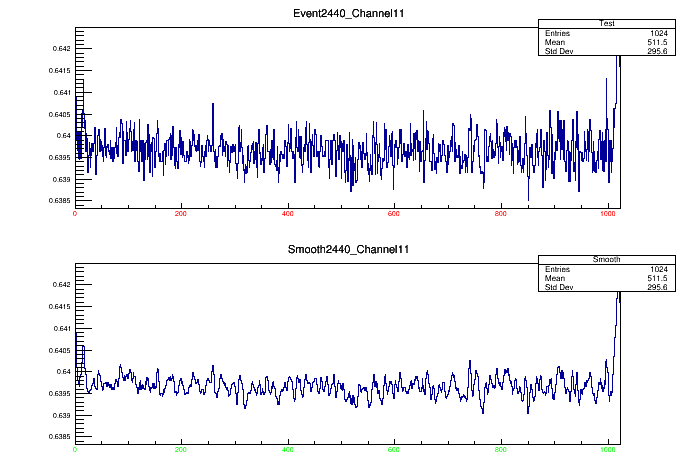 Event2440_Channel11
Test
Entries 1024
Mean 511.5
Std Dev 295.6
0.642
0.6415
0.641
0.6405
0.64
0.6395
0.639
0.6385
0 200 400 600 800 1000
Smooth2440_Channel11
Smooth
Entries 1024
Mean 511.5
Std Dev 295.6
0.642
0.6415
0.641
0.6405
0.64
0.6395
0.639
0.6385
0 200 400 600 800 1000